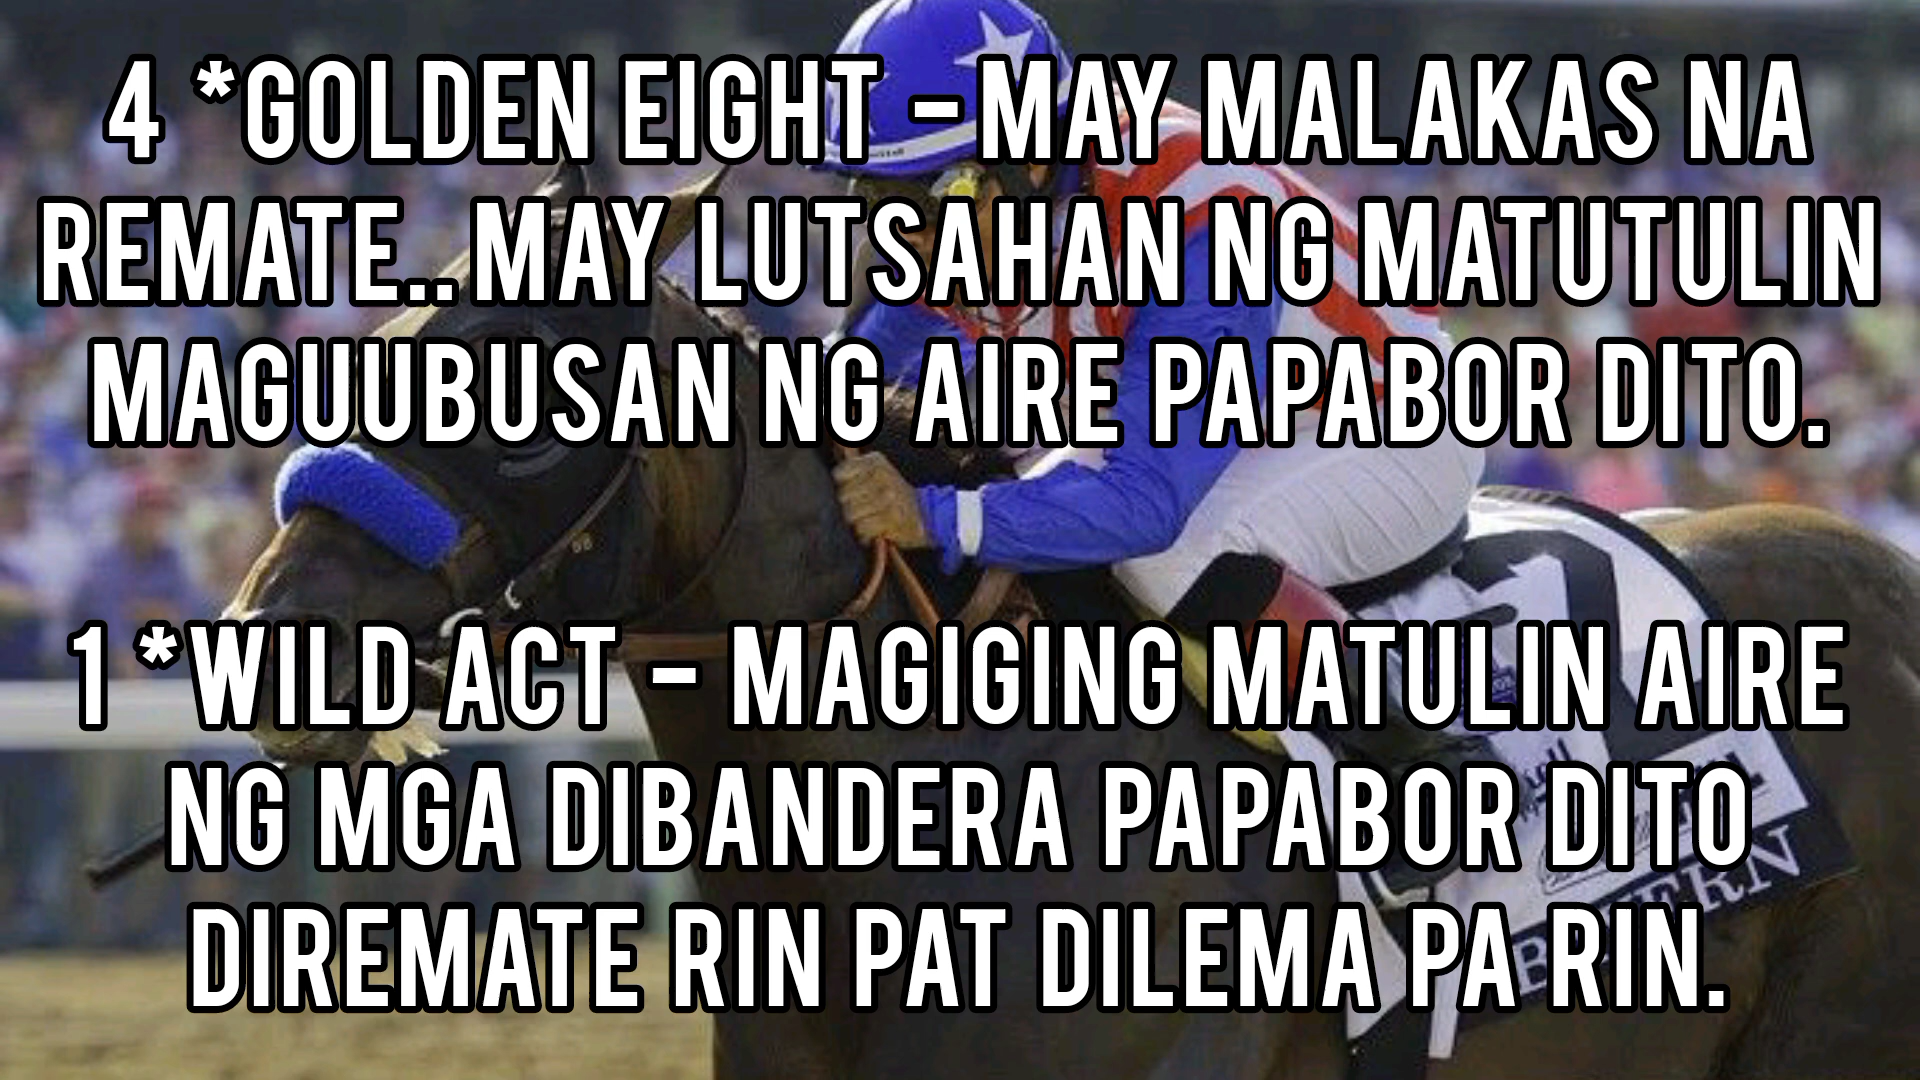 4 *GOLDEN EIGHT - MAY MALAKAS NA
REMATE.. MAY LUTSAHAN NG MATUTULIN
MAGUUBUSAN NG AIRE PAPABOR DITO.
1 *WILD ACT - MAGIGING MATULIN AIRE
NG MGA DIBANDERA PAPABOR DITO
DIREMATE RIN PAT DILEMA PA RIN.